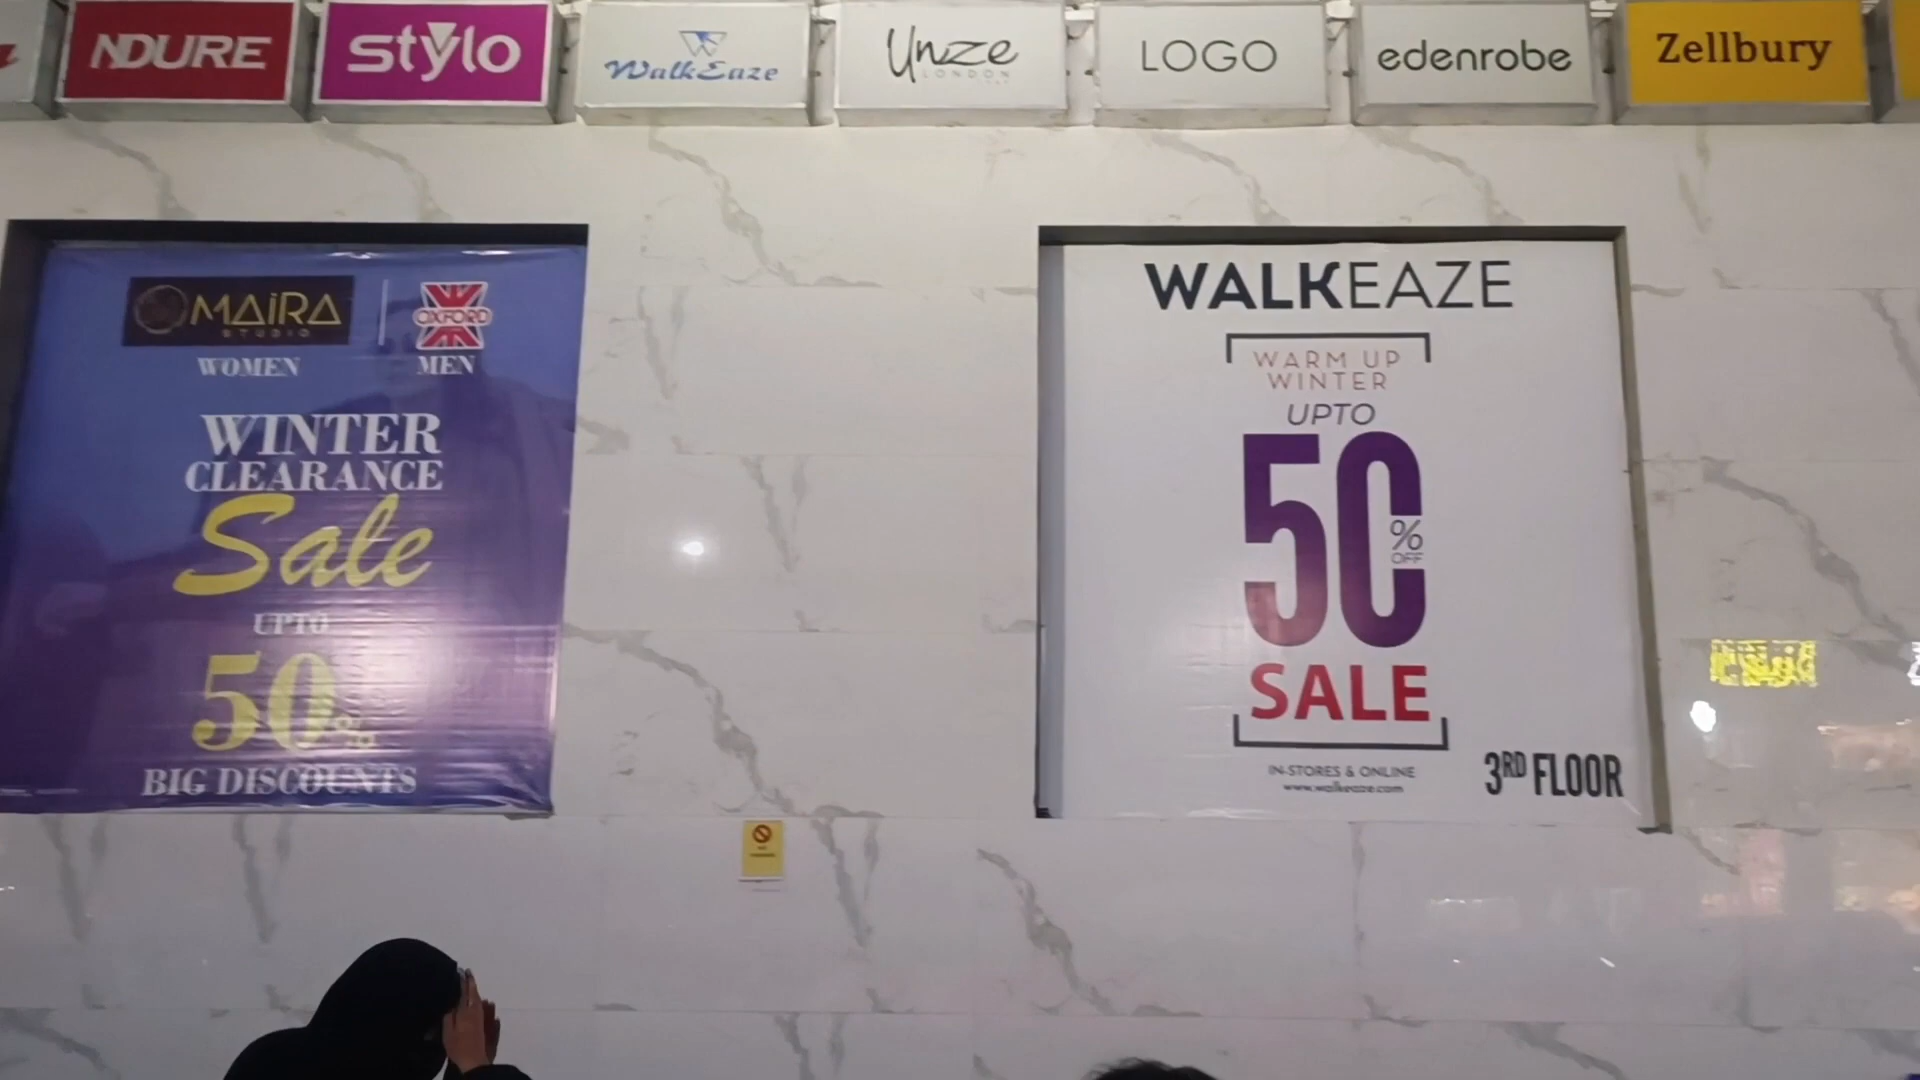 NDURE
stylo
WalkEaze
Unze
LONDON
LOGO
edenrobe
Zellbury
MAiRA
STUDIO
WOMEN
OXFORD
MEN
WINTER
CLEARANCE
Sale
UPTO
50%
BIG DISCOUNTS
WALKEAZE
WARM UP
WINTER
UPTO
50
%
OFF
SALE
IN-STORES & ONLINE
www.walkeaze.com
3RD FLOOR